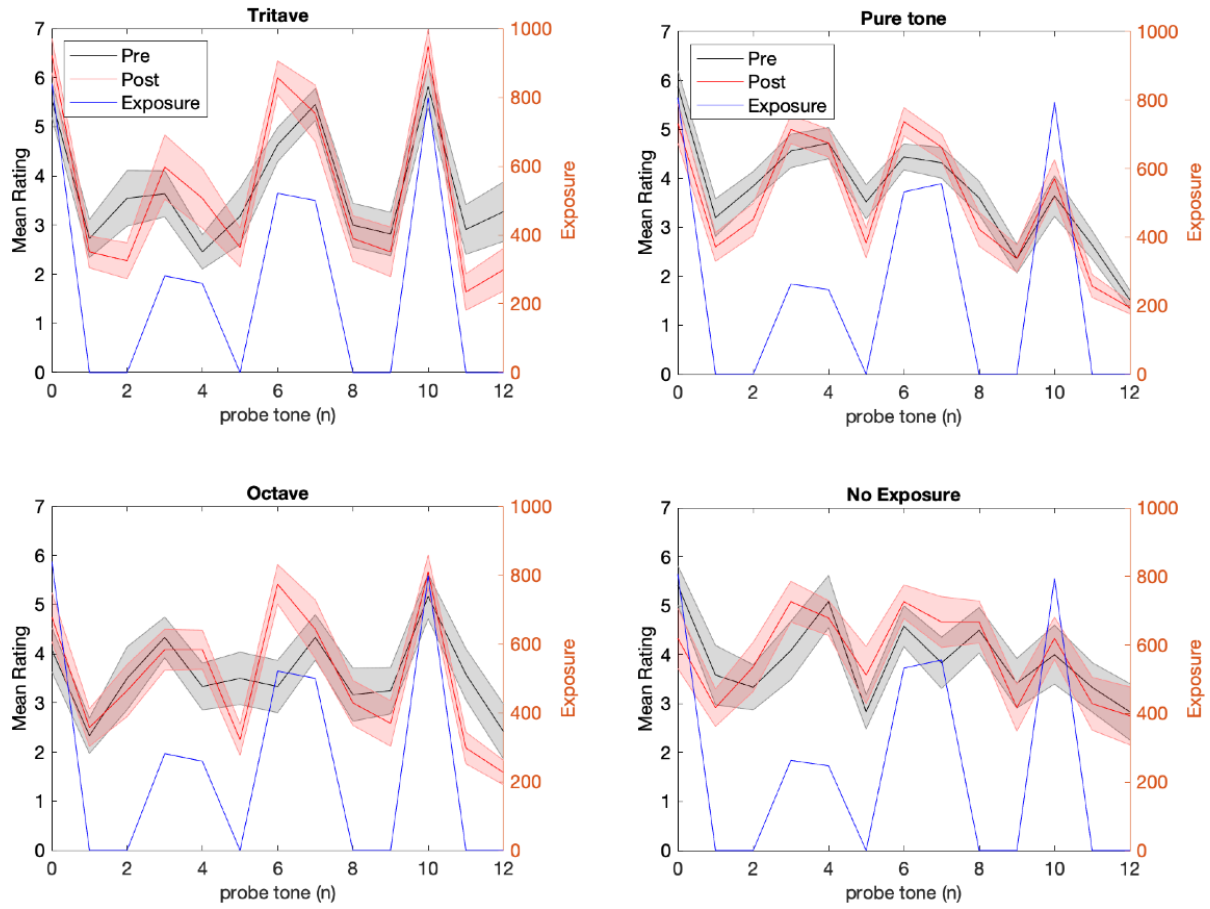 Tritave
7
6
5
4
3
2
1
0
Mean Rating
Pre
Post
Exposure
1000
800
600
400
200
0
Exposure
0 2 4 6 8 10 12
probe tone (n)
Pure tone
7
6
5
4
3
2
1
0
Mean Rating
Pre
Post
Exposure
1000
800
600
400
200
0
Exposure
0 2 4 6 8 10 12
probe tone (n)
Octave
7
6
5
4
3
2
1
0
Mean Rating
1000
800
600
400
200
0
Exposure
0 2 4 6 8 10 12
probe tone (n)
No Exposure
7
6
5
4
3
2
1
0
Mean Rating
1000
800
600
400
200
0
Exposure
0 2 4 6 8 10 12
probe tone (n)